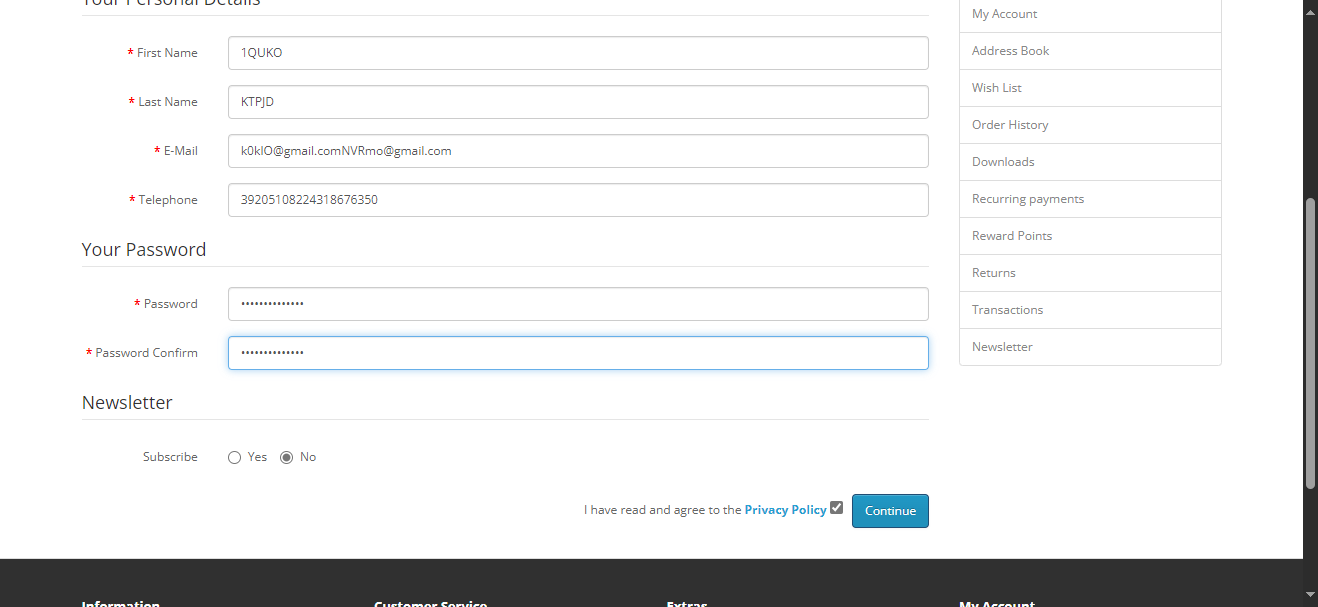 Your Personal Details
* First Name
1QUKO
* Last Name
KTPJD
* E-Mail
k0klO@gmail.comNVRmo@gmail.com
* Telephone
39205108224318676350
Your Password
* Password
••••••••••••••
* Password Confirm
••••••••••••••
Newsletter
Subscribe
Yes
No
I have read and agree to the Privacy Policy
Continue
My Account
Address Book
Wish List
Order History
Downloads
Recurring payments
Reward Points
Returns
Transactions
Newsletter
Information
Customer Service
Extras
My Account